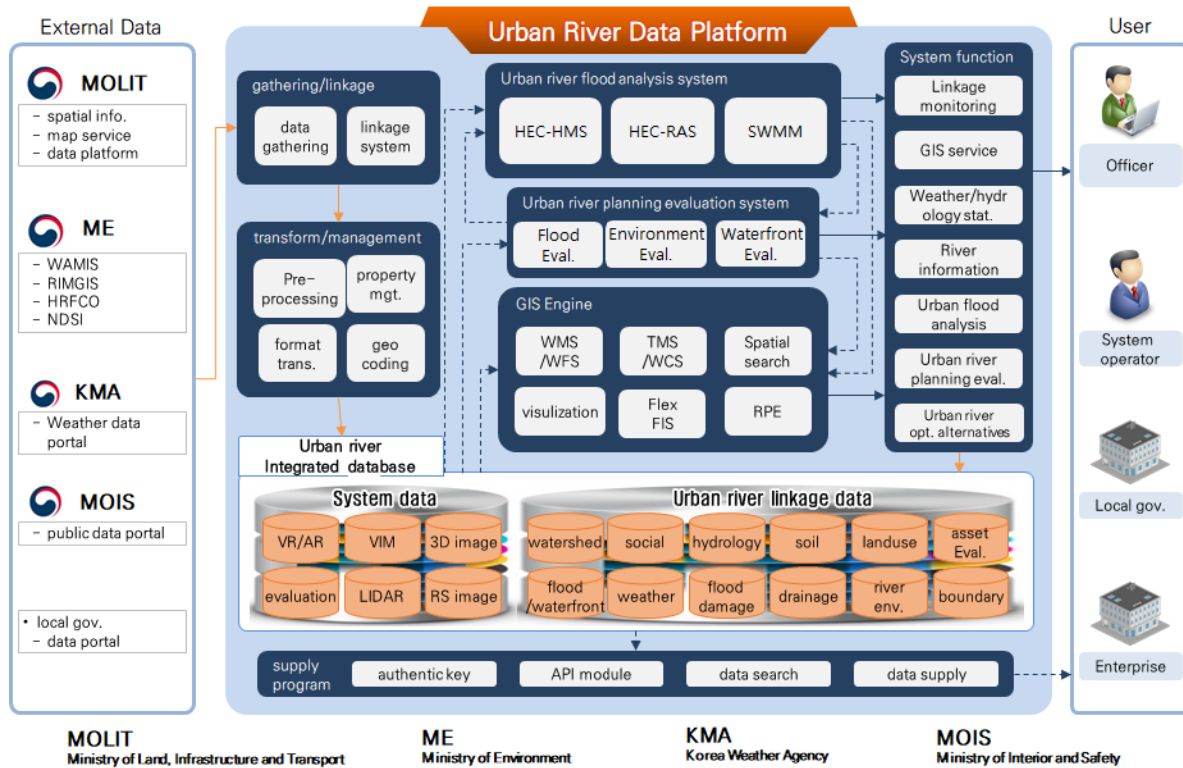 External Data
MOLIT
- spatial info.
- map service
- data platform
ME
- WAMIS
- RIMGIS
- HRFCO
- NDSI
KMA
- Weather data
portal
MOIS
- public data portal
• local gov.
- data portal
Urban River Data Platform
gathering/linkage
data
gathering
linkage
system
transform/management
Pre-
processing
property
mgt.
format
trans.
geo
coding
Urban river flood analysis system
HEC-HMS
HEC-RAS
SWMM
Urban river planning evaluation system
Flood
Eval.
Environment
Eval.
Waterfront
Eval.
GIS Engine
WMS
/WFS
TMS
/WCS
Spatial
search
visulization
Flex
FIS
RPE
System function
Linkage
monitoring
GIS service
Weather/hydr
ology stat.
River
information
Urban flood
analysis
Urban river
planning eval.
Urban river
opt. alternatives
Urban river
Integrated database
System data
VR/AR
VIM
3D image
evaluation
LIDAR
RS image
Urban river linkage data
watershed
social
hydrology
soil
landuse
asset
Eval.
flood
/waterfront
weather
flood
damage
drainage
river
env.
boundary
supply
program
authentic key
API module
data search
data supply
User
Officer
System
operator
Local gov.
Enterprise
MOLIT
Ministry of Land, Infrastructure and Transport
ME
Ministry of Environment
KMA
Korea Weather Agency
MOIS
Ministry of Interior and Safety